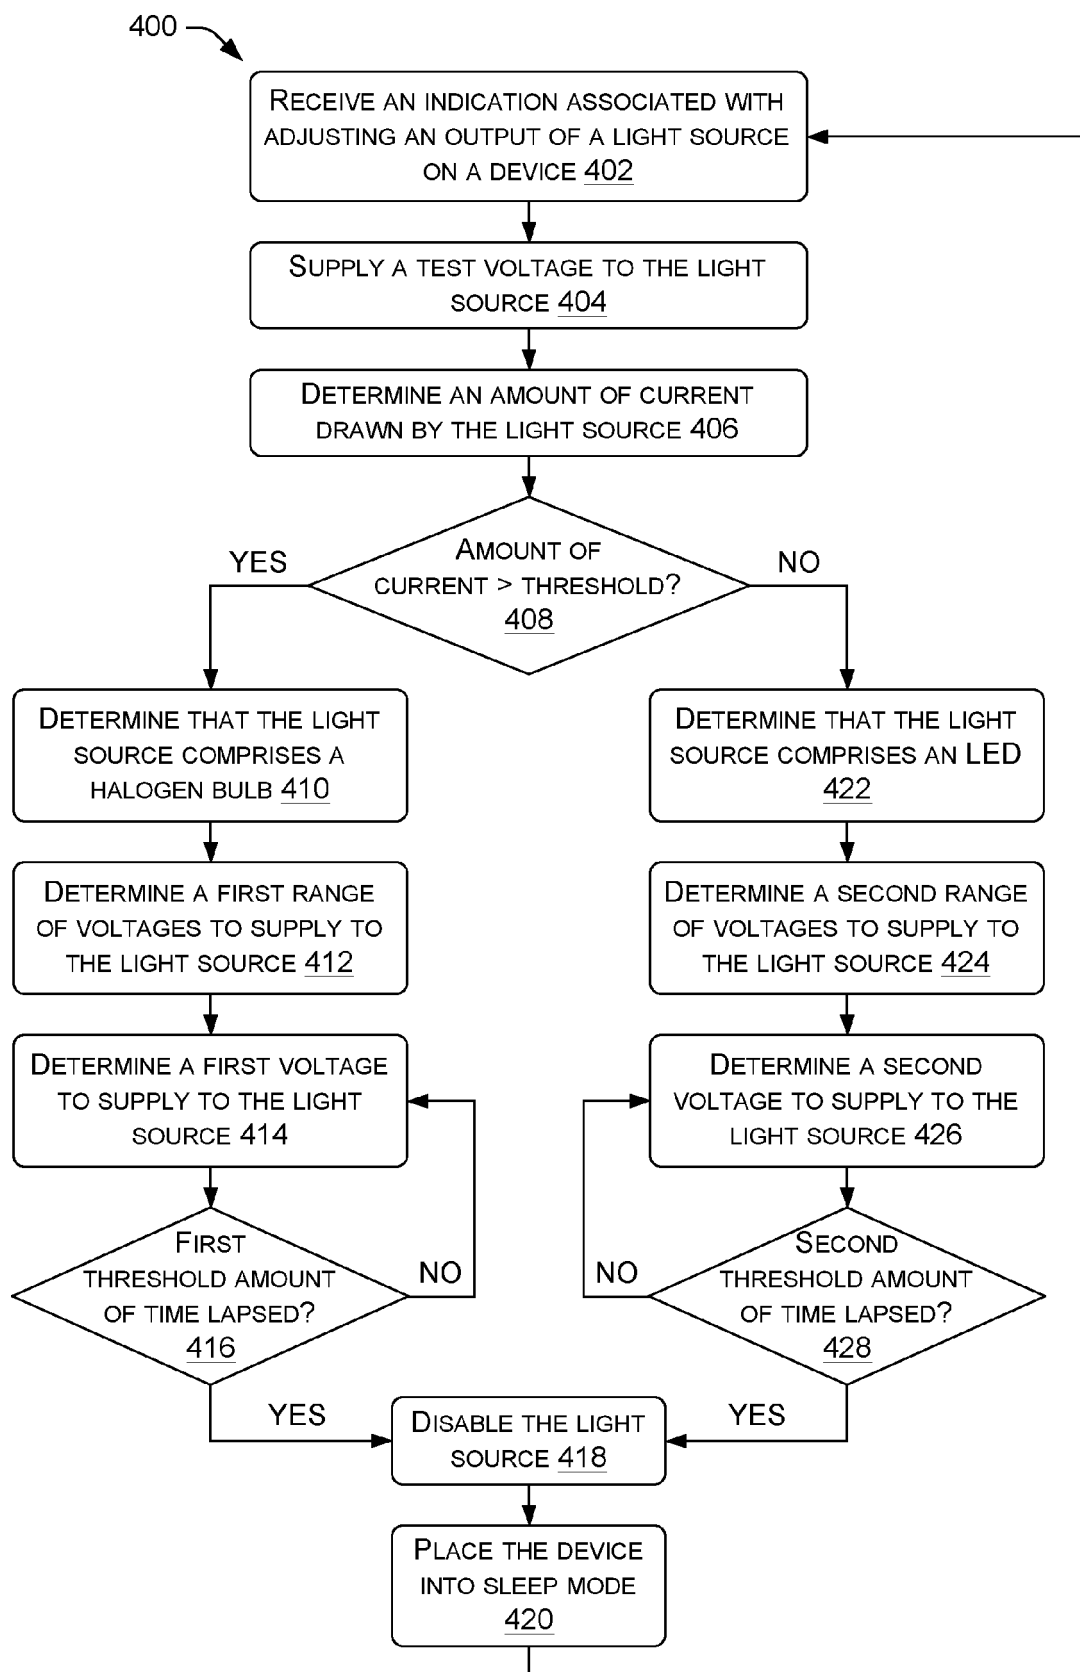 400
RECEIVE AN INDICATION ASSOCIATED WITH
ADJUSTING AN OUTPUT OF A LIGHT SOURCE
ON A DEVICE 402
SUPPLY A TEST VOLTAGE TO THE LIGHT
SOURCE 404
DETERMINE AN AMOUNT OF CURRENT
DRAWN BY THE LIGHT SOURCE 406
AMOUNT OF
CURRENT > THRESHOLD?
408
YES
NO
DETERMINE THAT THE LIGHT
SOURCE COMPRISES A
HALOGEN BULB 410
DETERMINE A FIRST RANGE
OF VOLTAGES TO SUPPLY TO
THE LIGHT SOURCE 412
DETERMINE A FIRST VOLTAGE
TO SUPPLY TO THE LIGHT
SOURCE 414
FIRST
THRESHOLD AMOUNT
OF TIME LAPSED?
416
NO
YES
DETERMINE THAT THE LIGHT
SOURCE COMPRISES AN LED
422
DETERMINE A SECOND RANGE
OF VOLTAGES TO SUPPLY TO
THE LIGHT SOURCE 424
DETERMINE A SECOND
VOLTAGE TO SUPPLY TO THE
LIGHT SOURCE 426
SECOND
THRESHOLD AMOUNT
OF TIME LAPSED?
428
NO
YES
DISABLE THE LIGHT
SOURCE 418
PLACE THE DEVICE
INTO SLEEP MODE
420